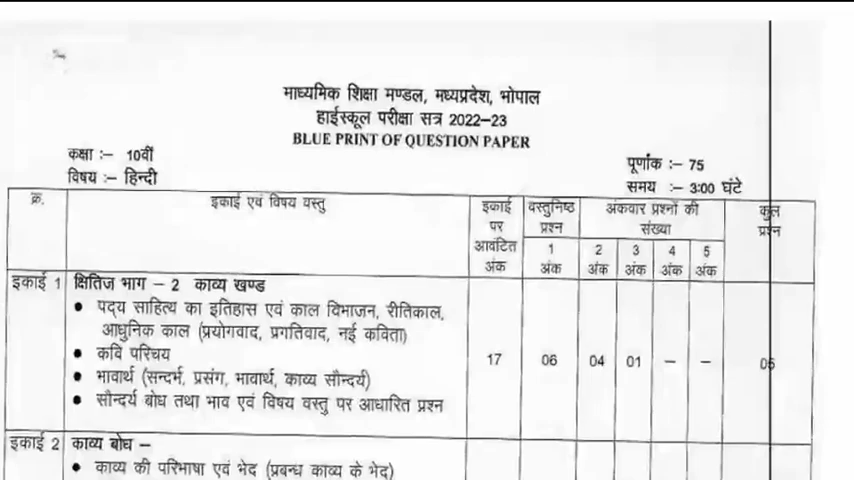 माध्यमिक शिक्षा मण्डल, मध्यप्रदेश, भोपाल
हाईस्कूल परीक्षा सत्र 2022–23
BLUE PRINT OF QUESTION PAPER
कक्षा :– 10वीं
पूर्णांक :– 75
विषय :– हिन्दी
समय :– 3:00 घंटे
क्र. इकाई एवं विषय वस्तु इकाई पर आवंटित अंक वस्तुनिष्ठ प्रश्न अंकवार प्रश्नों की संख्या कुल प्रश्न
1 अंक 2 अंक 3 अंक 4 अंक 5 अंक
इकाई 1 क्षितिज भाग – 2 काव्य खण्ड
• पद्य साहित्य का इतिहास एवं काल विभाजन, रीतिकाल,
आधुनिक काल (प्रयोगवाद, प्रगतिवाद, नई कविता)
• कवि परिचय
17 06 04 01 – – 05
• भावार्थ (सन्दर्भ, प्रसंग, भावार्थ, काव्य सौन्दर्य)
• सौन्दर्य बोध तथा भाव एवं विषय वस्तु पर आधारित प्रश्न
इकाई 2 काव्य बोध –
• काव्य की परिभाषा एवं भेद (प्रबन्ध काव्य के भेद)